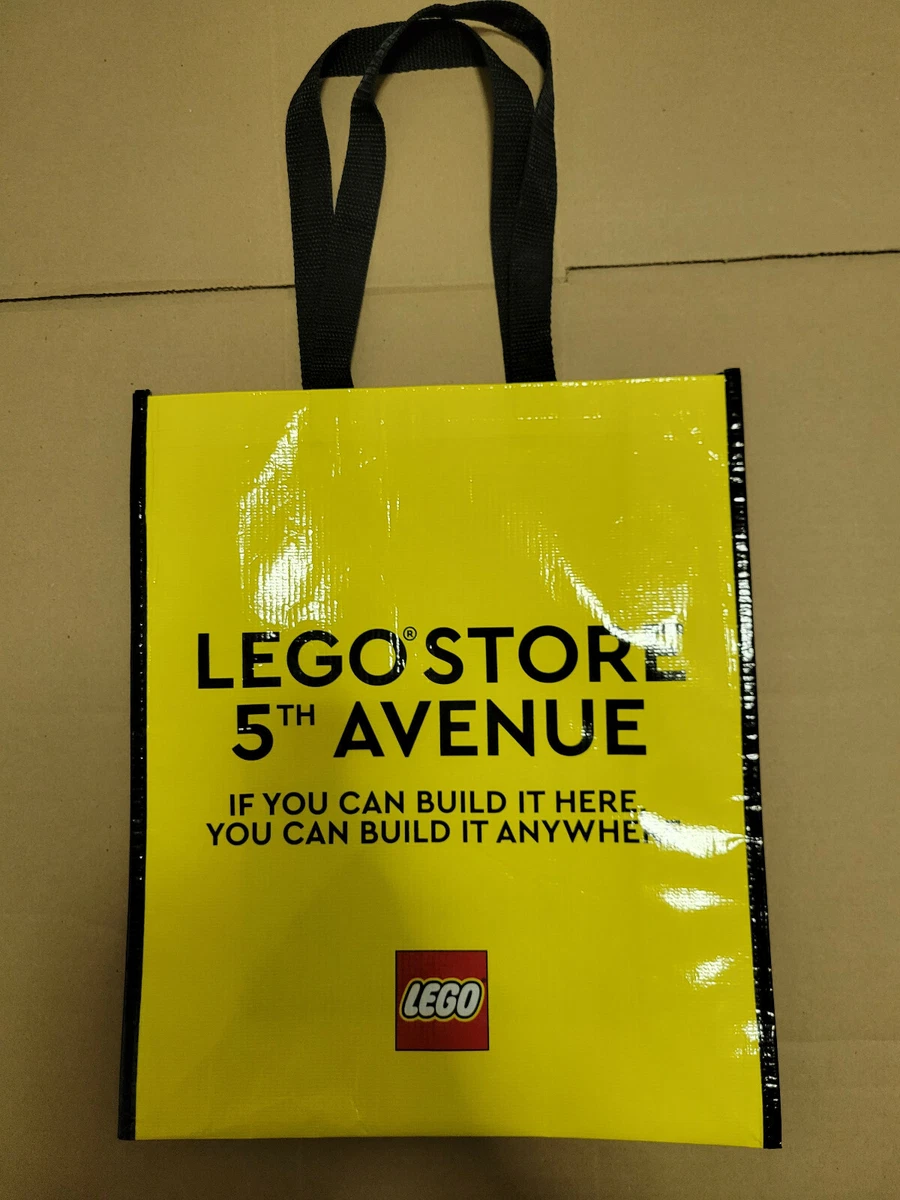 LEGO® STORE
5TH AVENUE
IF YOU CAN BUILD IT HERE,
YOU CAN BUILD IT ANYWHERE
LEGO